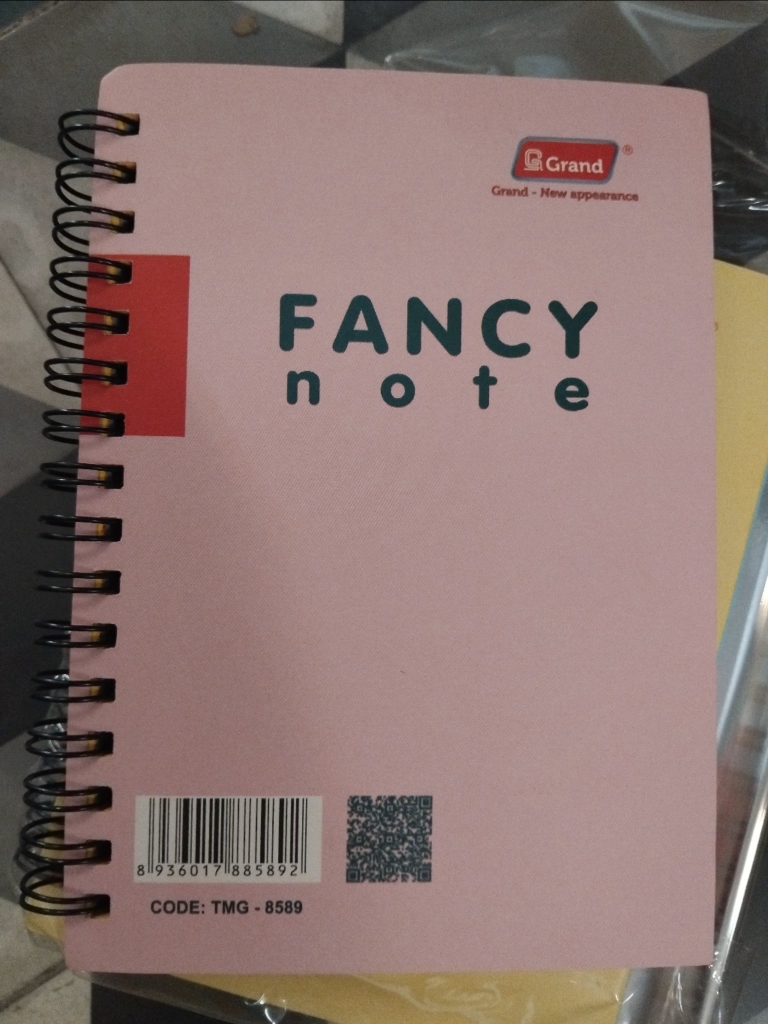 Grand ®
Grand - New appearance
FANCY
note
8 936017 885892
CODE: TMG - 8589